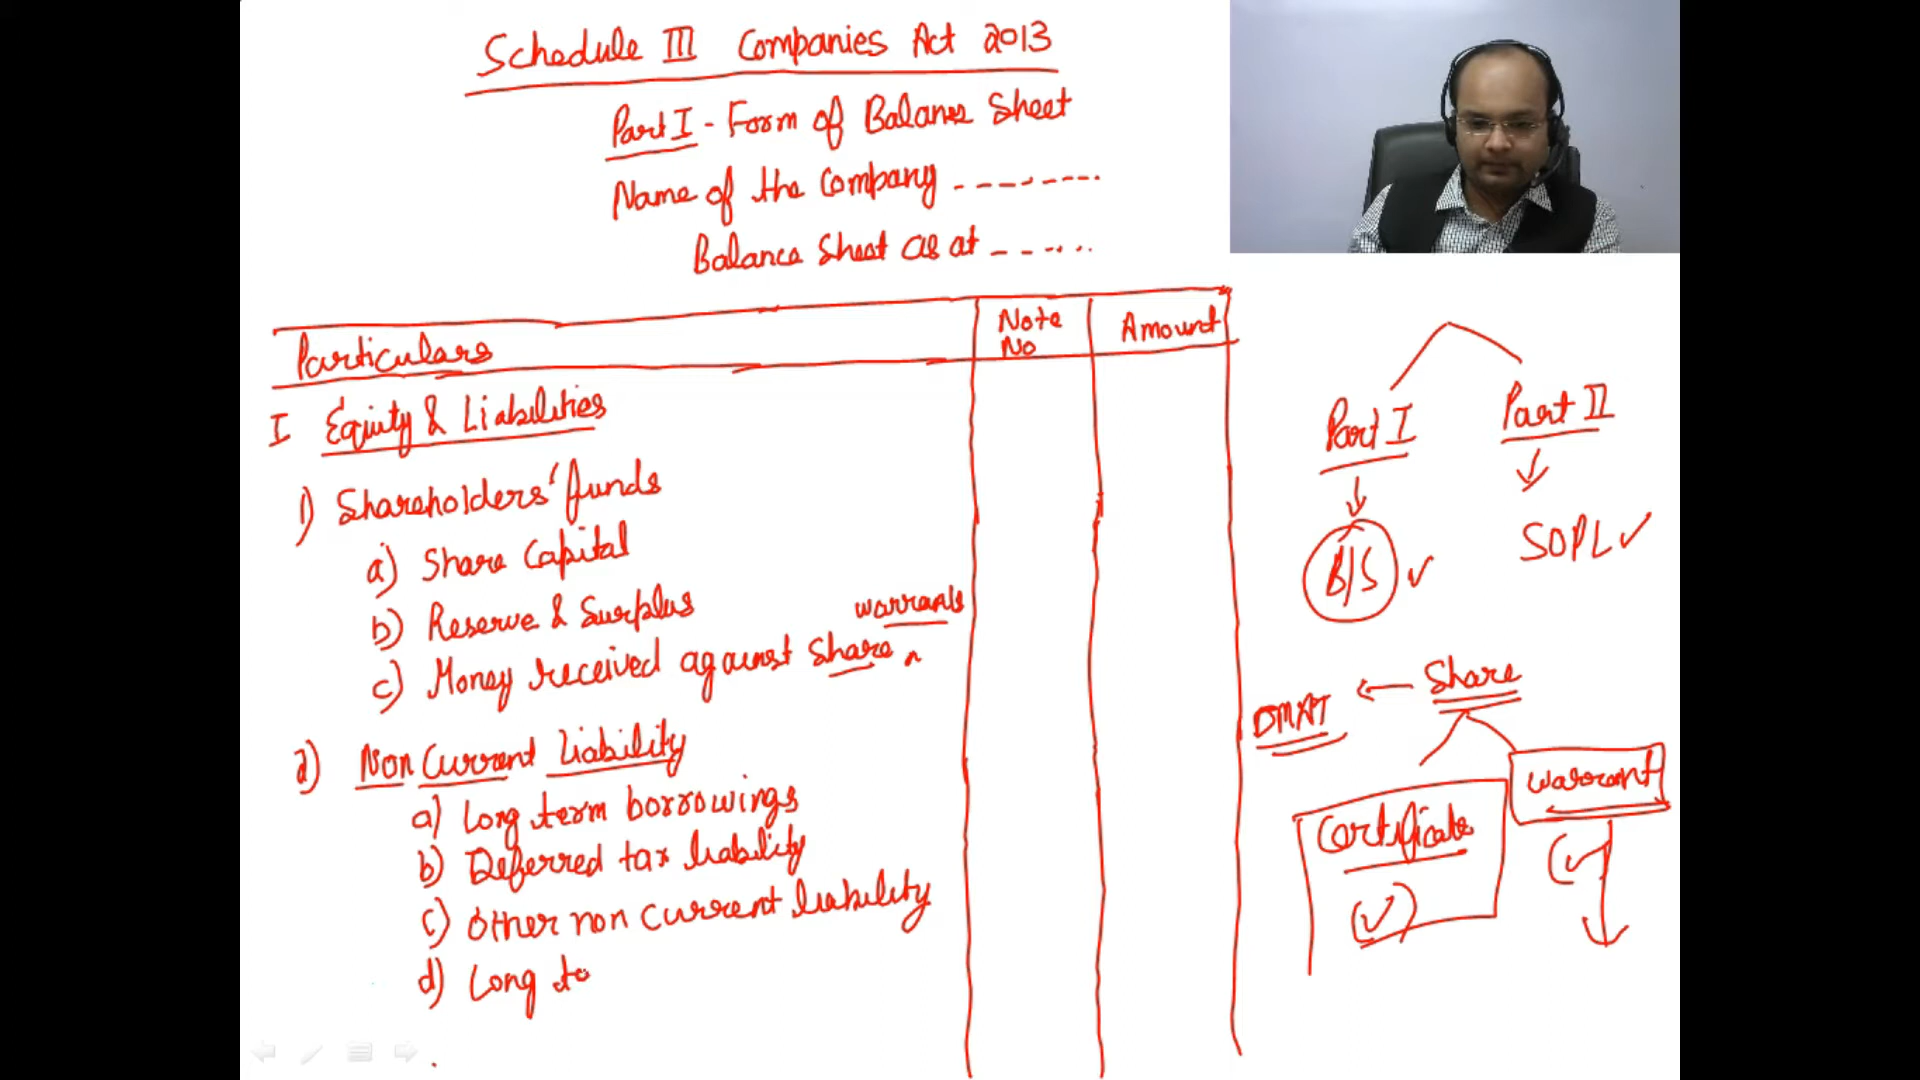 Schedule III Companies Act 2013
Part I - Form of Balance Sheet
Name of the Company --------
Balance Sheet as at ------
Particulars
Note No
Amount
I Equity & Liabilities
1) Shareholders' funds
a) Share Capital
b) Reserve & Surplus
c) Money received against Share warrants
2) Non Current Liability
a) Long term borrowings
b) Deferred tax liability
c) Other non current liability
d) Long te
Part I
Part II
B/S
SOPL
Share
DMAT
Certificate
Warrant